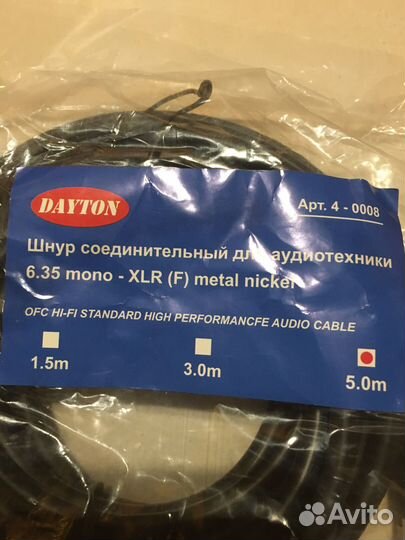 DAYTON
Арт. 4 - 0008
Шнур соединительный для аудиотехники
6.35 mono - XLR (F) metal nicker
OFC HI-FI STANDARD HIGH PERFORMANCFE AUDIO CABLE
1.5m
3.0m
5.0m
Avito